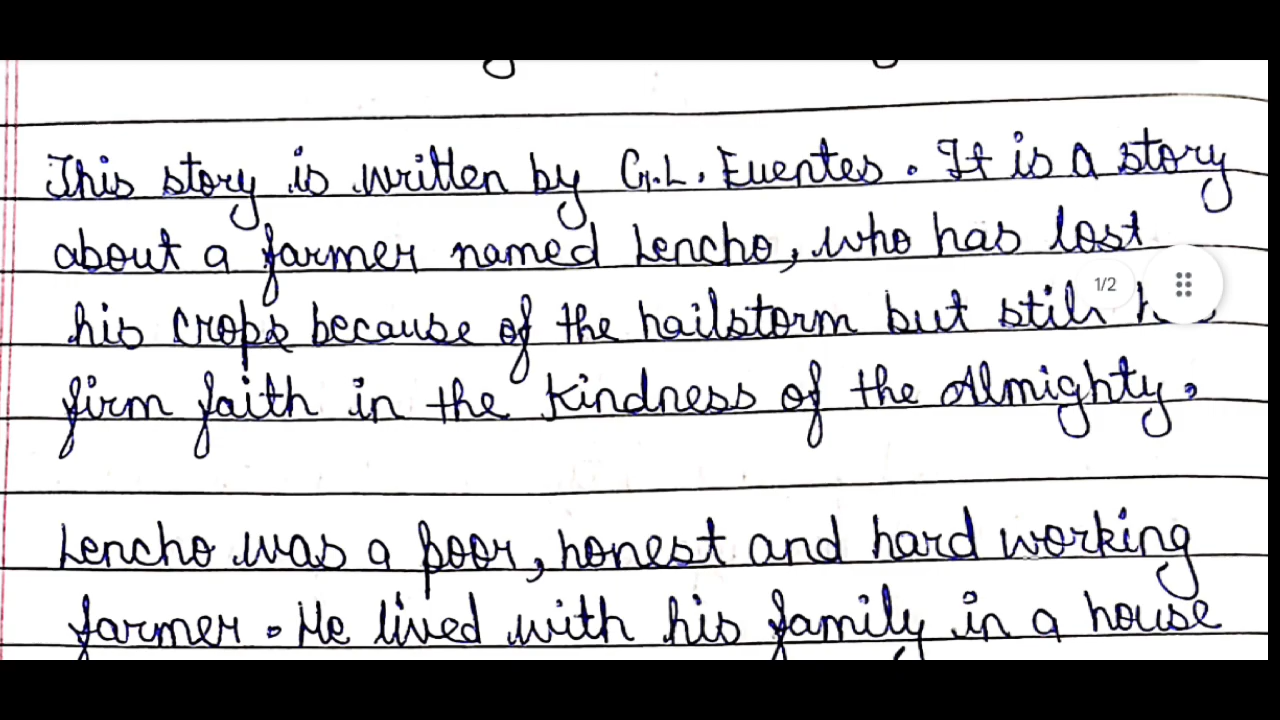 This story is written by G.L. Fuentes. It is a story
about a farmer named Lencho, who has lost
his crops because of the hailstorm but still
1/2
firm faith in the kindness of the Almighty.
Lencho was a poor, honest and hard working
farmer. He lived with his family in a house